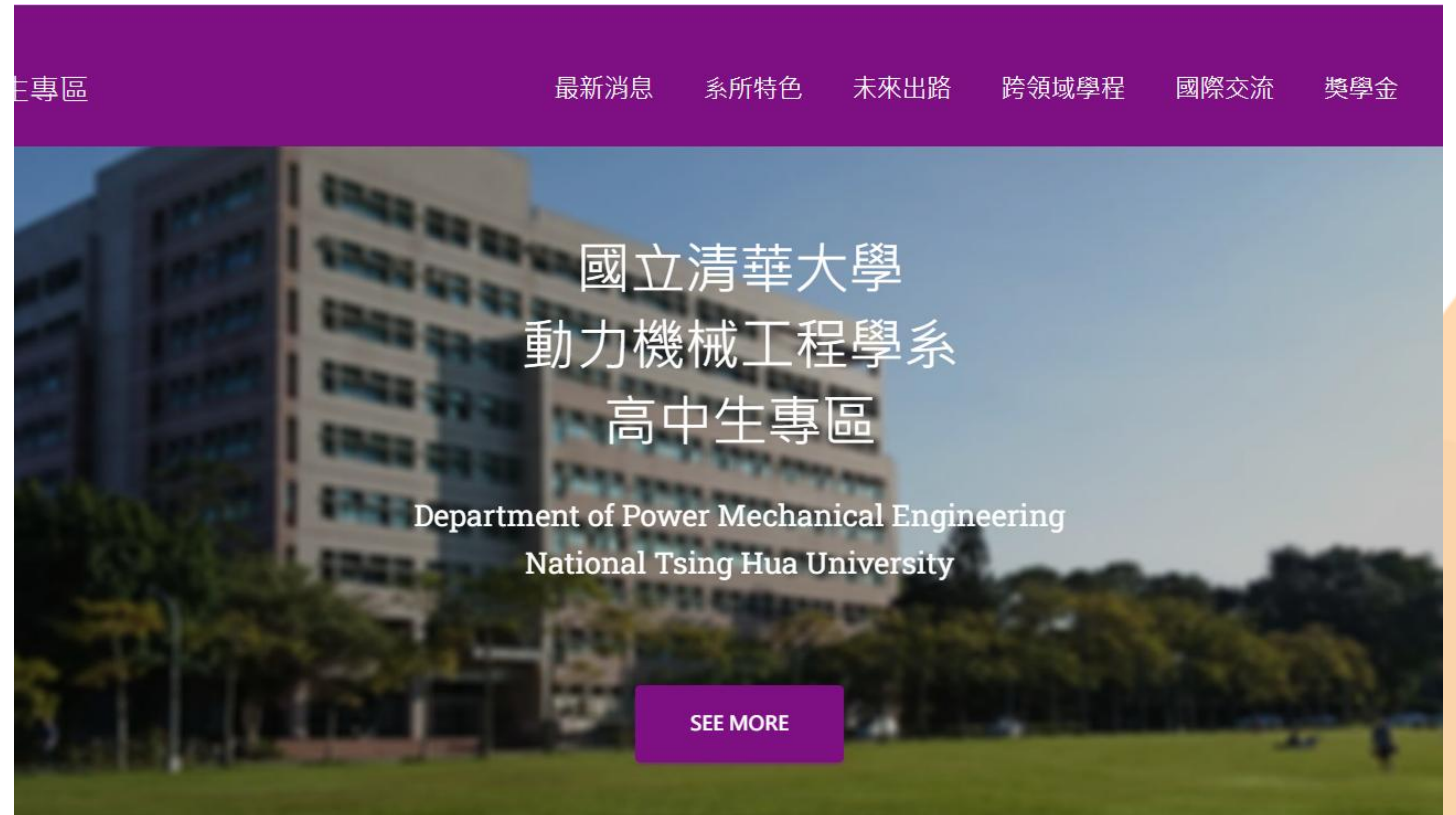 生專區
最新消息 系所特色 未來出路 跨領域學程 國際交流 獎學金
國立清華大學
動力機械工程學系
高中生專區
Department of Power Mechanical Engineering
National Tsing Hua University
SEE MORE